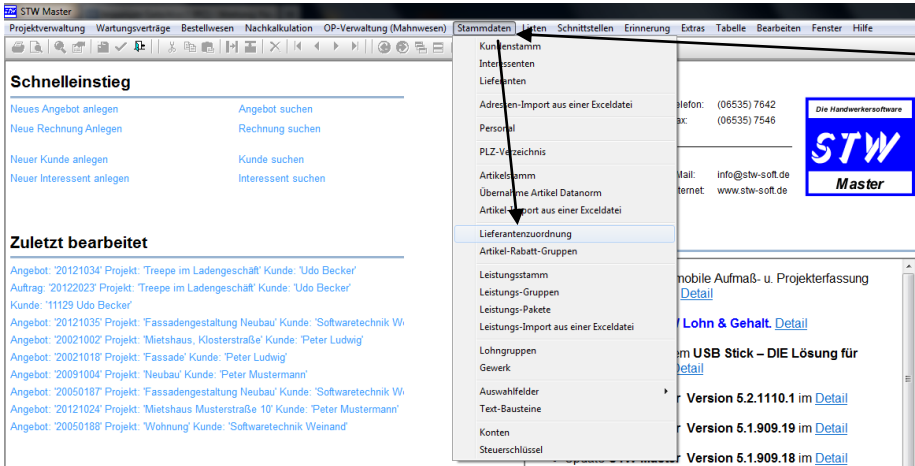 STW Master
Projektverwaltung Wartungsverträge Bestellwesen Nachkalkulation OP-Verwaltung (Mahnwesen) Stammdaten Listen Schnittstellen Erinnerung Extras Tabelle Bearbeiten Fenster Hilfe
Schnelleinstieg
Neues Angebot anlegen Angebot suchen
Neue Rechnung Anlegen Rechnung suchen
Neuer Kunde anlegen Kunde suchen
Neuer Interessent anlegen Interessent suchen
Zuletzt bearbeitet
Angebot: '20121034' Projekt: 'Treepe im Ladengeschäft' Kunde: 'Udo Becker'
Auftrag: '20122023' Projekt: 'Treepe im Ladengeschäft' Kunde: 'Udo Becker'
Kunde: '11129 Udo Becker'
Angebot: '20121035' Projekt: 'Fassadengestaltung Neubau' Kunde: 'Softwaretechnik W
Angebot: '20021002' Projekt: 'Mietshaus, Klosterstraße' Kunde: 'Peter Ludwig'
Angebot: '20021018' Projekt: 'Fassade' Kunde: 'Peter Ludwig'
Angebot: '20091004' Projekt: 'Neubau' Kunde: 'Peter Mustermann'
Angebot: '20050187' Projekt: 'Fassadengestaltung Neubau' Kunde: 'Softwaretechnik W
Angebot: '20121024' Projekt: 'Mietshaus Musterstraße 10' Kunde: 'Peter Mustermann'
Angebot: '20050188' Projekt: 'Wohnung' Kunde: 'Softwaretechnik Weinand'
Kundenstamm
Interessenten
Lieferanten
Adressen-Import aus einer Exceldatei
Personal
PLZ-Verzeichnis
Artikelstamm
Übernahme Artikel Datanorm
Artikel-Import aus einer Exceldatei
Lieferantenzuordnung
Artikel-Rabatt-Gruppen
Leistungsstamm
Leistungs-Gruppen
Leistungs-Pakete
Leistungs-Import aus einer Exceldatei
Lohngruppen
Gewerk
Auswahlfelder
Text-Bausteine
Konten
Steuerschlüssel
elefon: (06535) 7642
ax: (06535) 7546
Mail: info@stw-soft.de
ternet: www.stw-soft.de
Die Handwerkersoftware
STW
Master
mobile Aufmaß- u. Projekterfassung
Detail
Lohn & Gehalt. Detail
em USB Stick – DIE Lösung für
Detail
r Version 5.2.1110.1 im Detail
r Version 5.1.909.19 im Detail
Update STW Master Version 5.1.909.18 im Detail